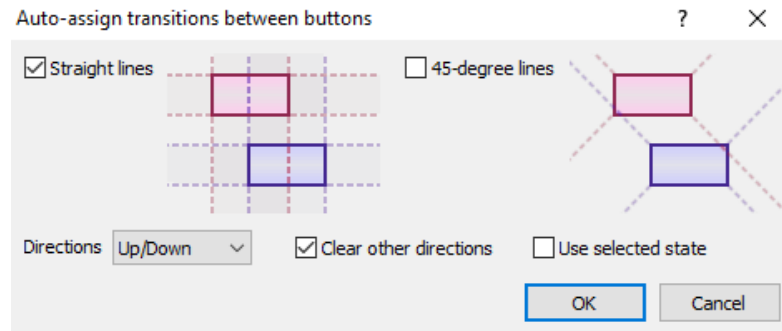 Auto-assign transitions between buttons ?
Straight lines 45-degree lines
Directions Up/Down Clear other directions Use selected state
OK Cancel